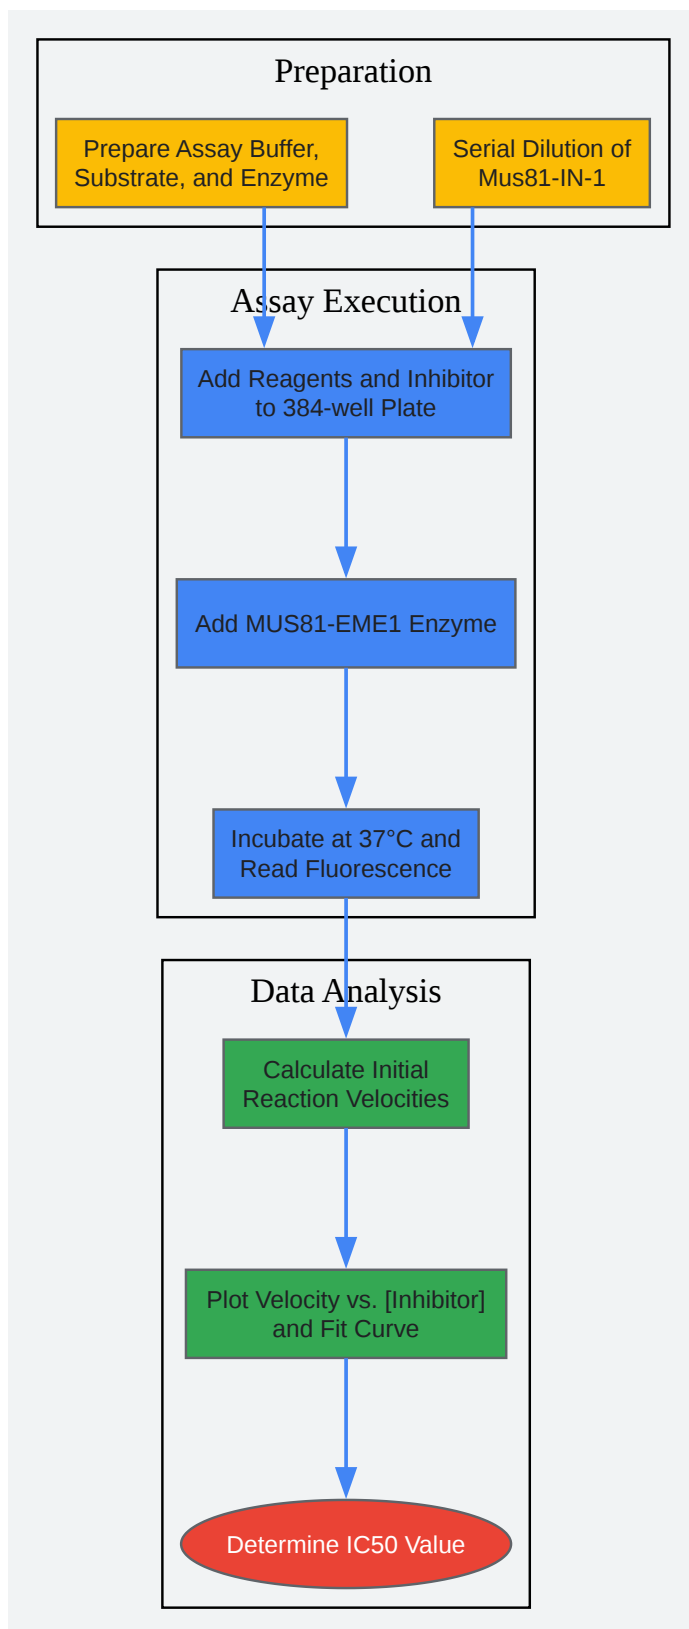 Preparation
Prepare Assay Buffer,
Substrate, and Enzyme
Serial Dilution of
Mus81-IN-1
Assay Execution
Add Reagents and Inhibitor
to 384-well Plate
Add MUS81-EME1 Enzyme
Incubate at 37°C and
Read Fluorescence
Data Analysis
Calculate Initial
Reaction Velocities
Plot Velocity vs. [Inhibitor]
and Fit Curve
Determine IC50 Value